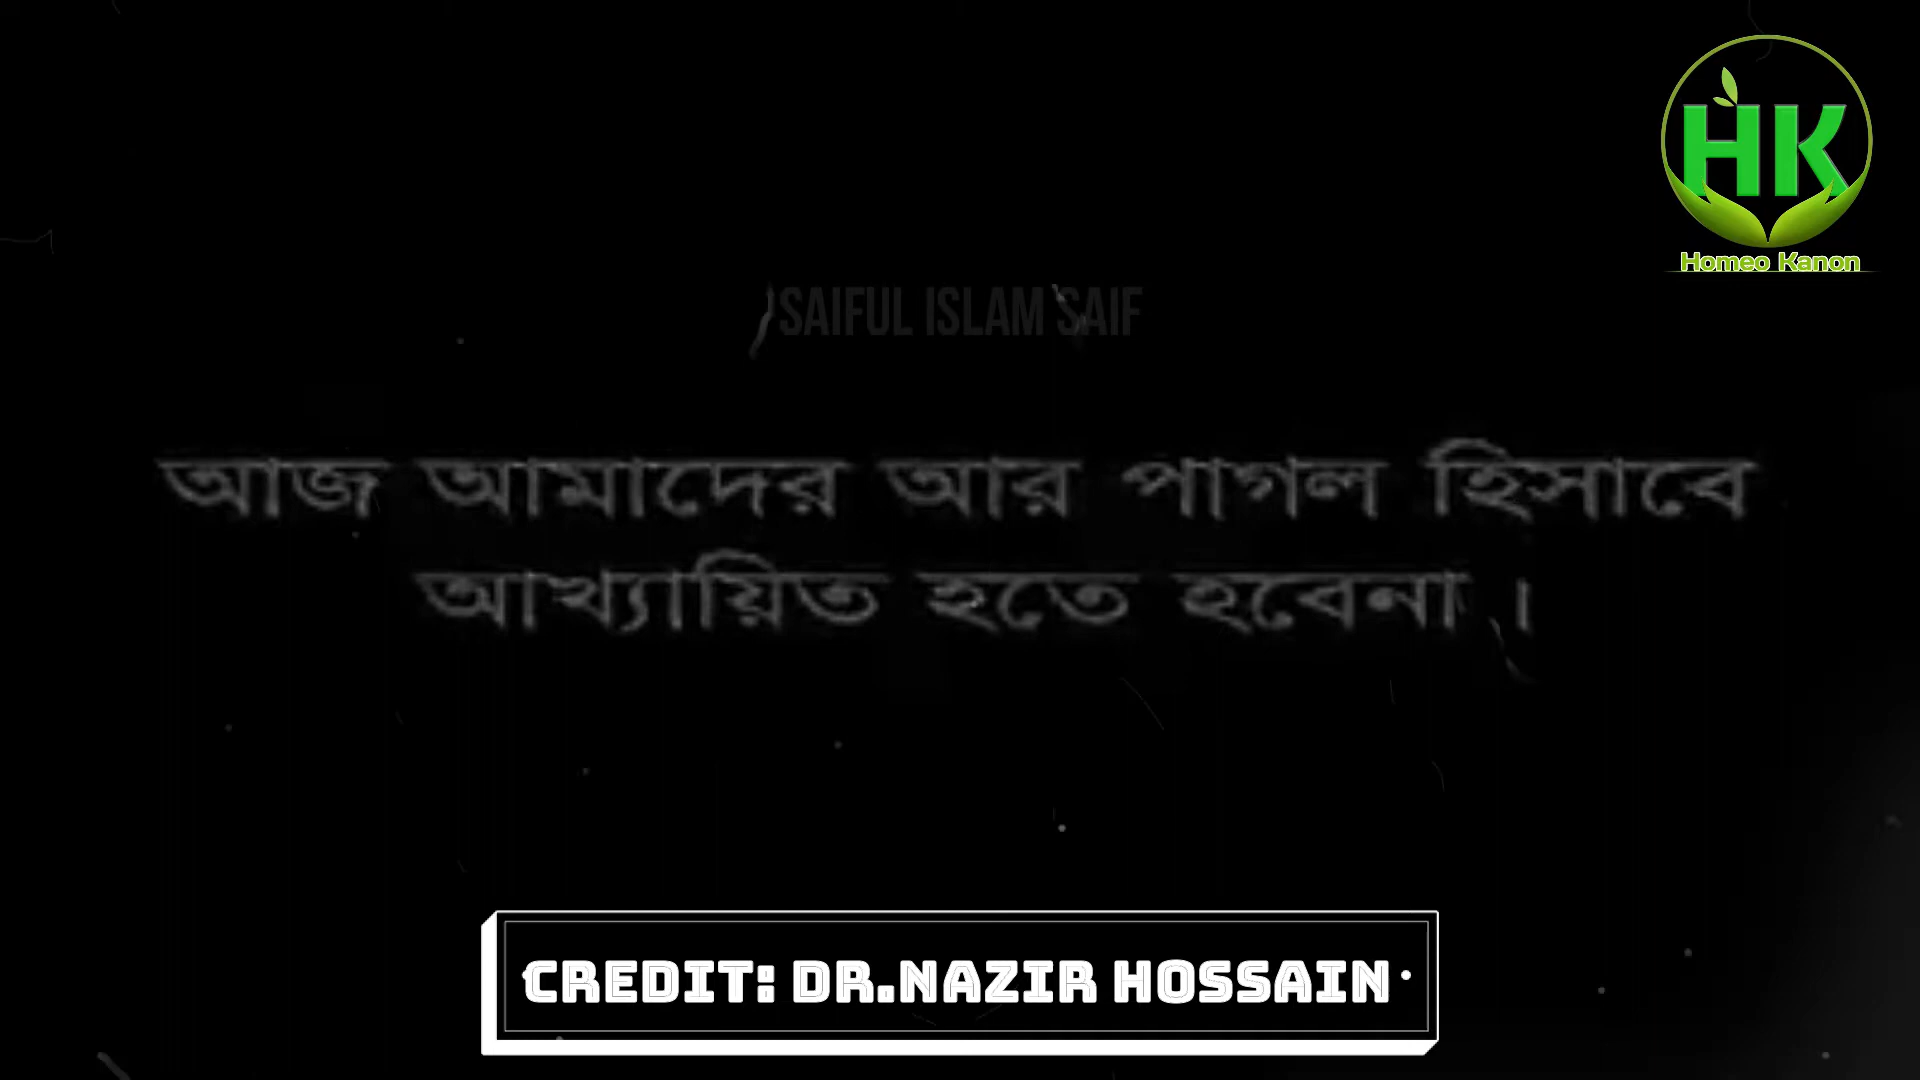 HK
Homeo Kanon
SAIFUL ISLAM SAIF
আজ আমাদের আর পাগল হিসাবে
আখ্যায়িত হতে হবেনা ।
CREDIT: DR.NAZIR HOSSAIN